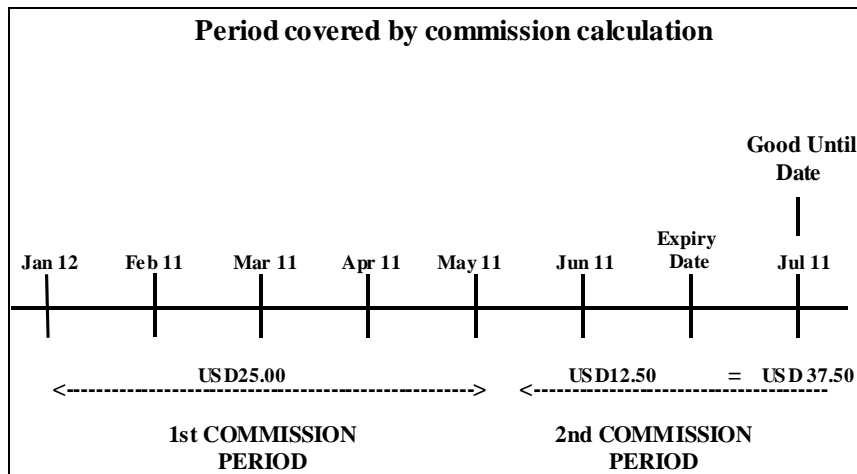 Period covered by commission calculation
Good Until
Date
Jan 12
Feb 11
Mar 11
Apr 11
May 11
Jun 11
Expiry
Date
Jul 11
USD25.00
USD12.50
=
USD 37.50
<----------------------------------------------------->
<--------------------------------------
1st COMMISSION
PERIOD
2nd COMMISSION
PERIOD